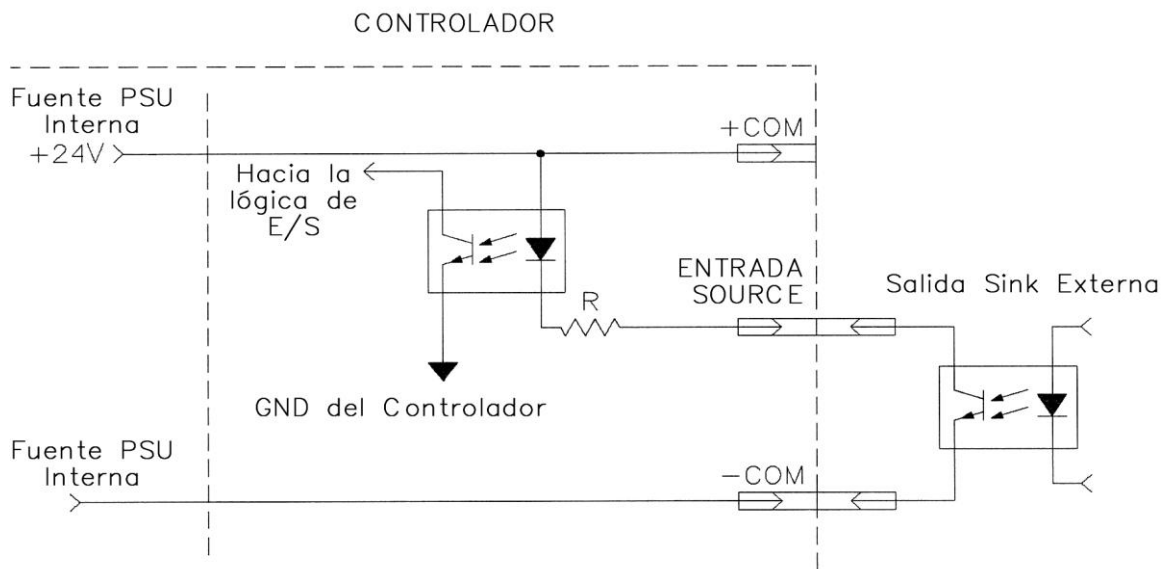 CONTROLADOR
Fuente PSU
Interna
+24V
+COM
Hacia la
lógica de
E/S
ENTRADA
SOURCE
R
Salida Sink Externa
GND del Controlador
Fuente PSU
Interna
-COM